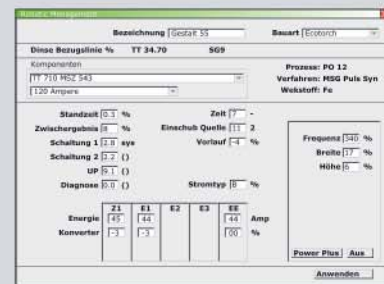 Bezeichnung Gestalt 55 Bauart Ecotorch
Dinse Bezugslinie % TT 34.70 SG9
Komponenten
TT 710 MSZ 543
120 Ampere
Prozess: PO 12
Verfahren: MSG Puls Syn
Wekstoff: Fe
Standzeit 0.3 % Zeit 7 -
Zwischergebnis 8 % Einschub Quelle 11 2
Schaltung 1 2.8 sys Vorlauf -4 %
Schaltung 2 2.2 ()
UP 9.1 ()
Diagnose 0.0 () Stromtyp 8 %
Frequenz 340 %
Breite 17 %
Höhe 6 %
Z1 E1 E2 E3 EE
Energie 45 44 44 Amp
Konverter -3 -3 00 %
Power Plus Aus
Anwenden